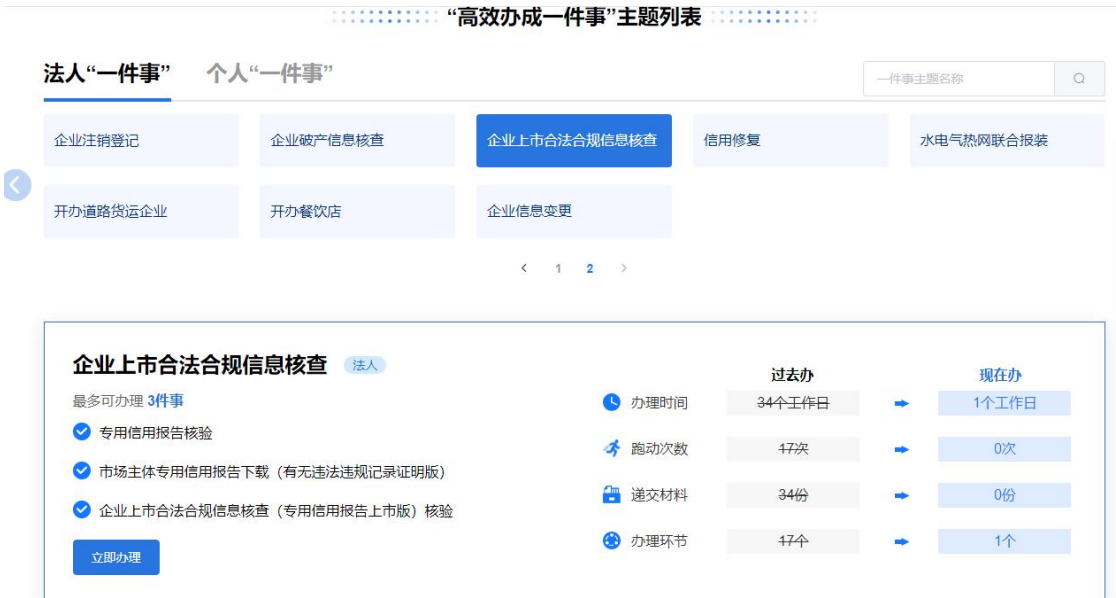 “高效办成一件事”主题列表
法人“一件事” 个人“一件事” 一件事主题名称
企业注销登记 企业破产信息核查 企业上市合法合规信息核查 信用修复 水电气热网联合报装
开办道路货运企业 开办餐饮店 企业信息变更
< 1 2 >
企业上市合法合规信息核查 法人
过去办 现在办
最多可办理 3件事
办理时间 34个工作日 1个工作日
专用信用报告核验
跑动次数 17次 0次
市场主体专用信用报告下载（有无违法违规记录证明版）
递交材料 34份 0份
企业上市合法合规信息核查（专用信用报告上市版）核验
办理环节 17个 1个
立即办理